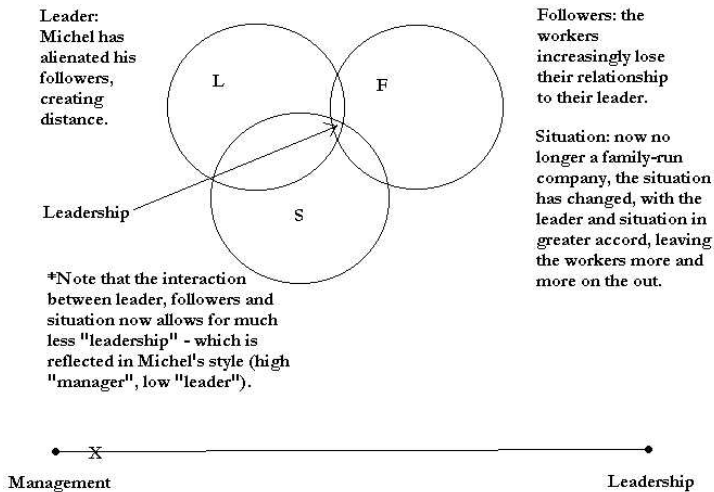 Leader:
Michel has
alienated his
followers,
creating
distance.
L
F
S
Followers: the
workers
increasingly lose
their relationship
to their leader.
Situation: now no
longer a family-run
company, the situation
has changed, with the
leader and situation in
greater accord, leaving
the workers more and
more on the out.
Leadership
*Note that the interaction
between leader, followers and
situation now allows for much
less "leadership" - which is
reflected in Michel's style (high
"manager", low "leader").
X
Management
Leadership